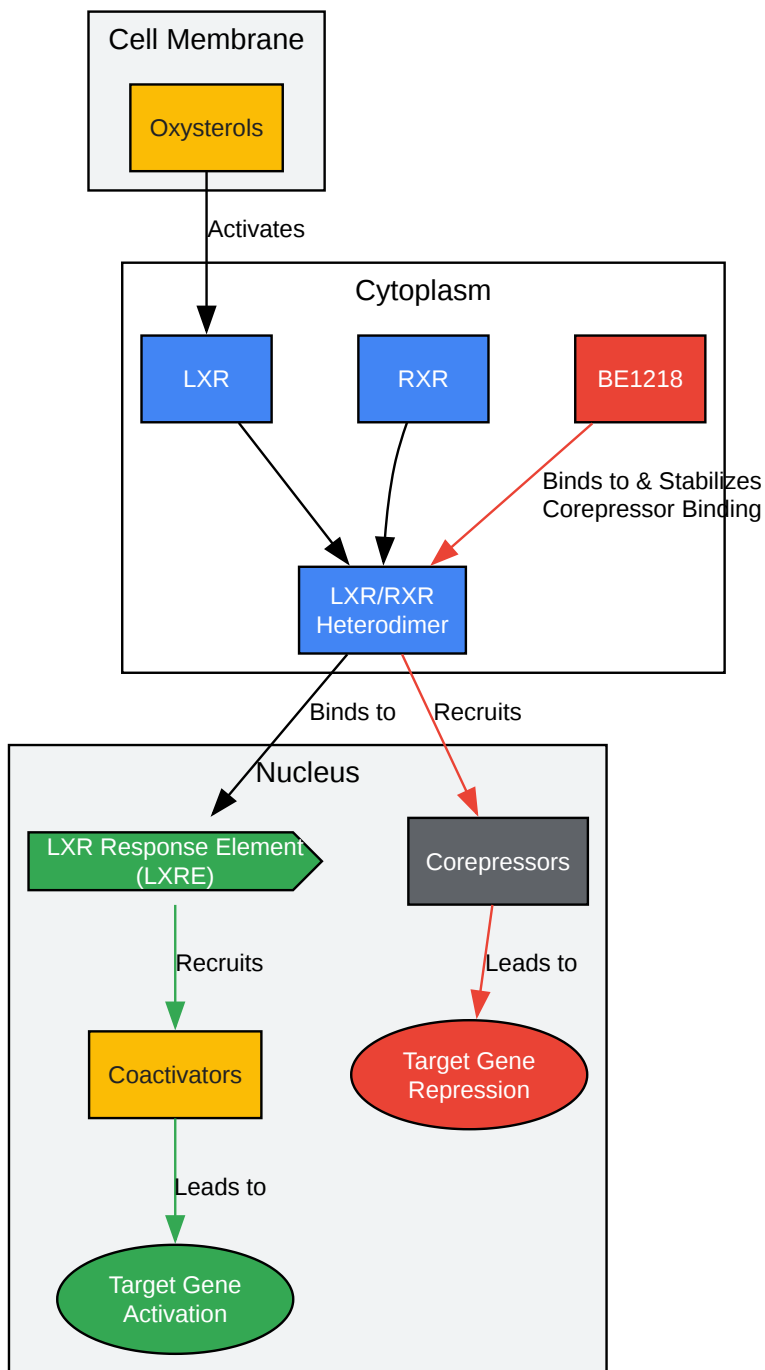 Cell Membrane
Oxysterols
Activates
Cytoplasm
LXR
RXR
BE1218
Binds to & Stabilizes
Corepressor Binding
LXR/RXR
Heterodimer
Binds to
Recruits
Nucleus
LXR Response Element
(LXRE)
Corepressors
Recruits
Leads to
Coactivators
Target Gene
Repression
Leads to
Target Gene
Activation